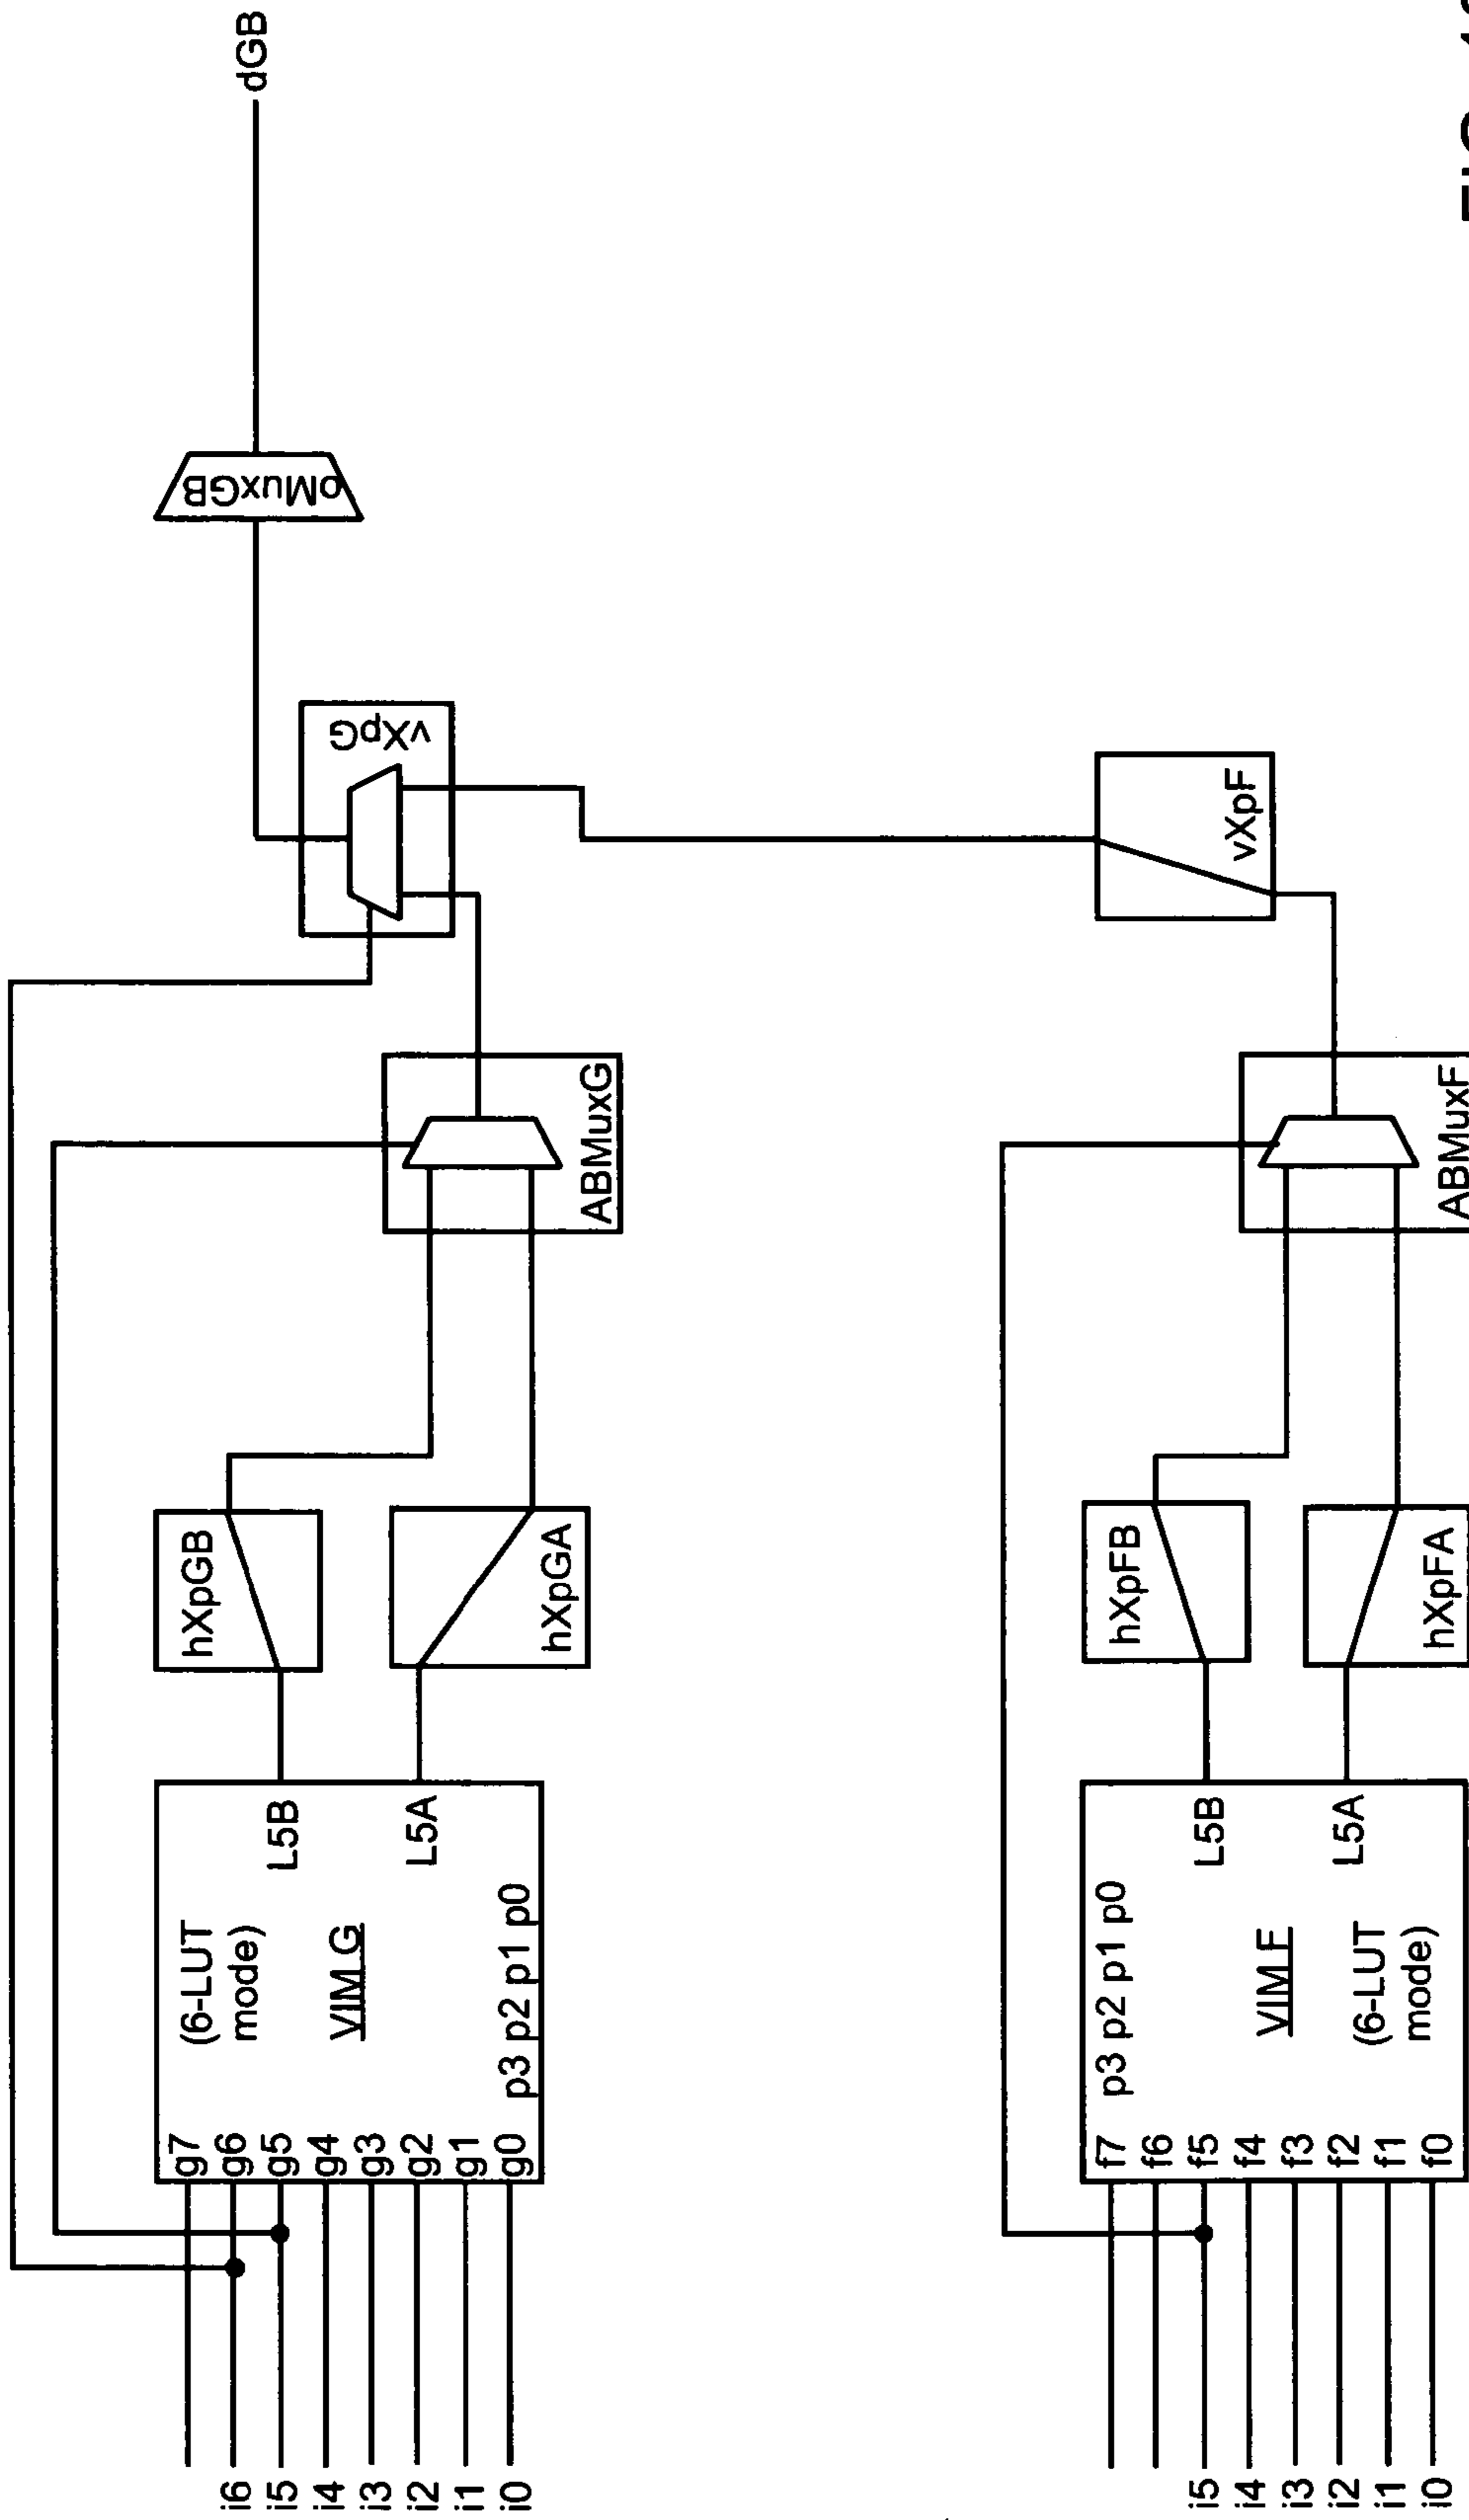 dGB
pMuxGB
vXpG
vXpF
ABMuxG
ABMuxF
hXpGB
hXpGA
hXpFB
hXpFA
(6-LUT
mode)
VIM G
L5B
L5A
p3 p2 p1 p0
g7
g6
g5
g4
g3
g2
g1
g0
i6
i5
i4
i3
i2
i1
i0
p3 p2 p1 p0
L5B
L5A
VIM F
(6-LUT
mode)
f7
f6
f5
f4
f3
f2
f1
f0
i5
i4
i3
i2
i1
i0